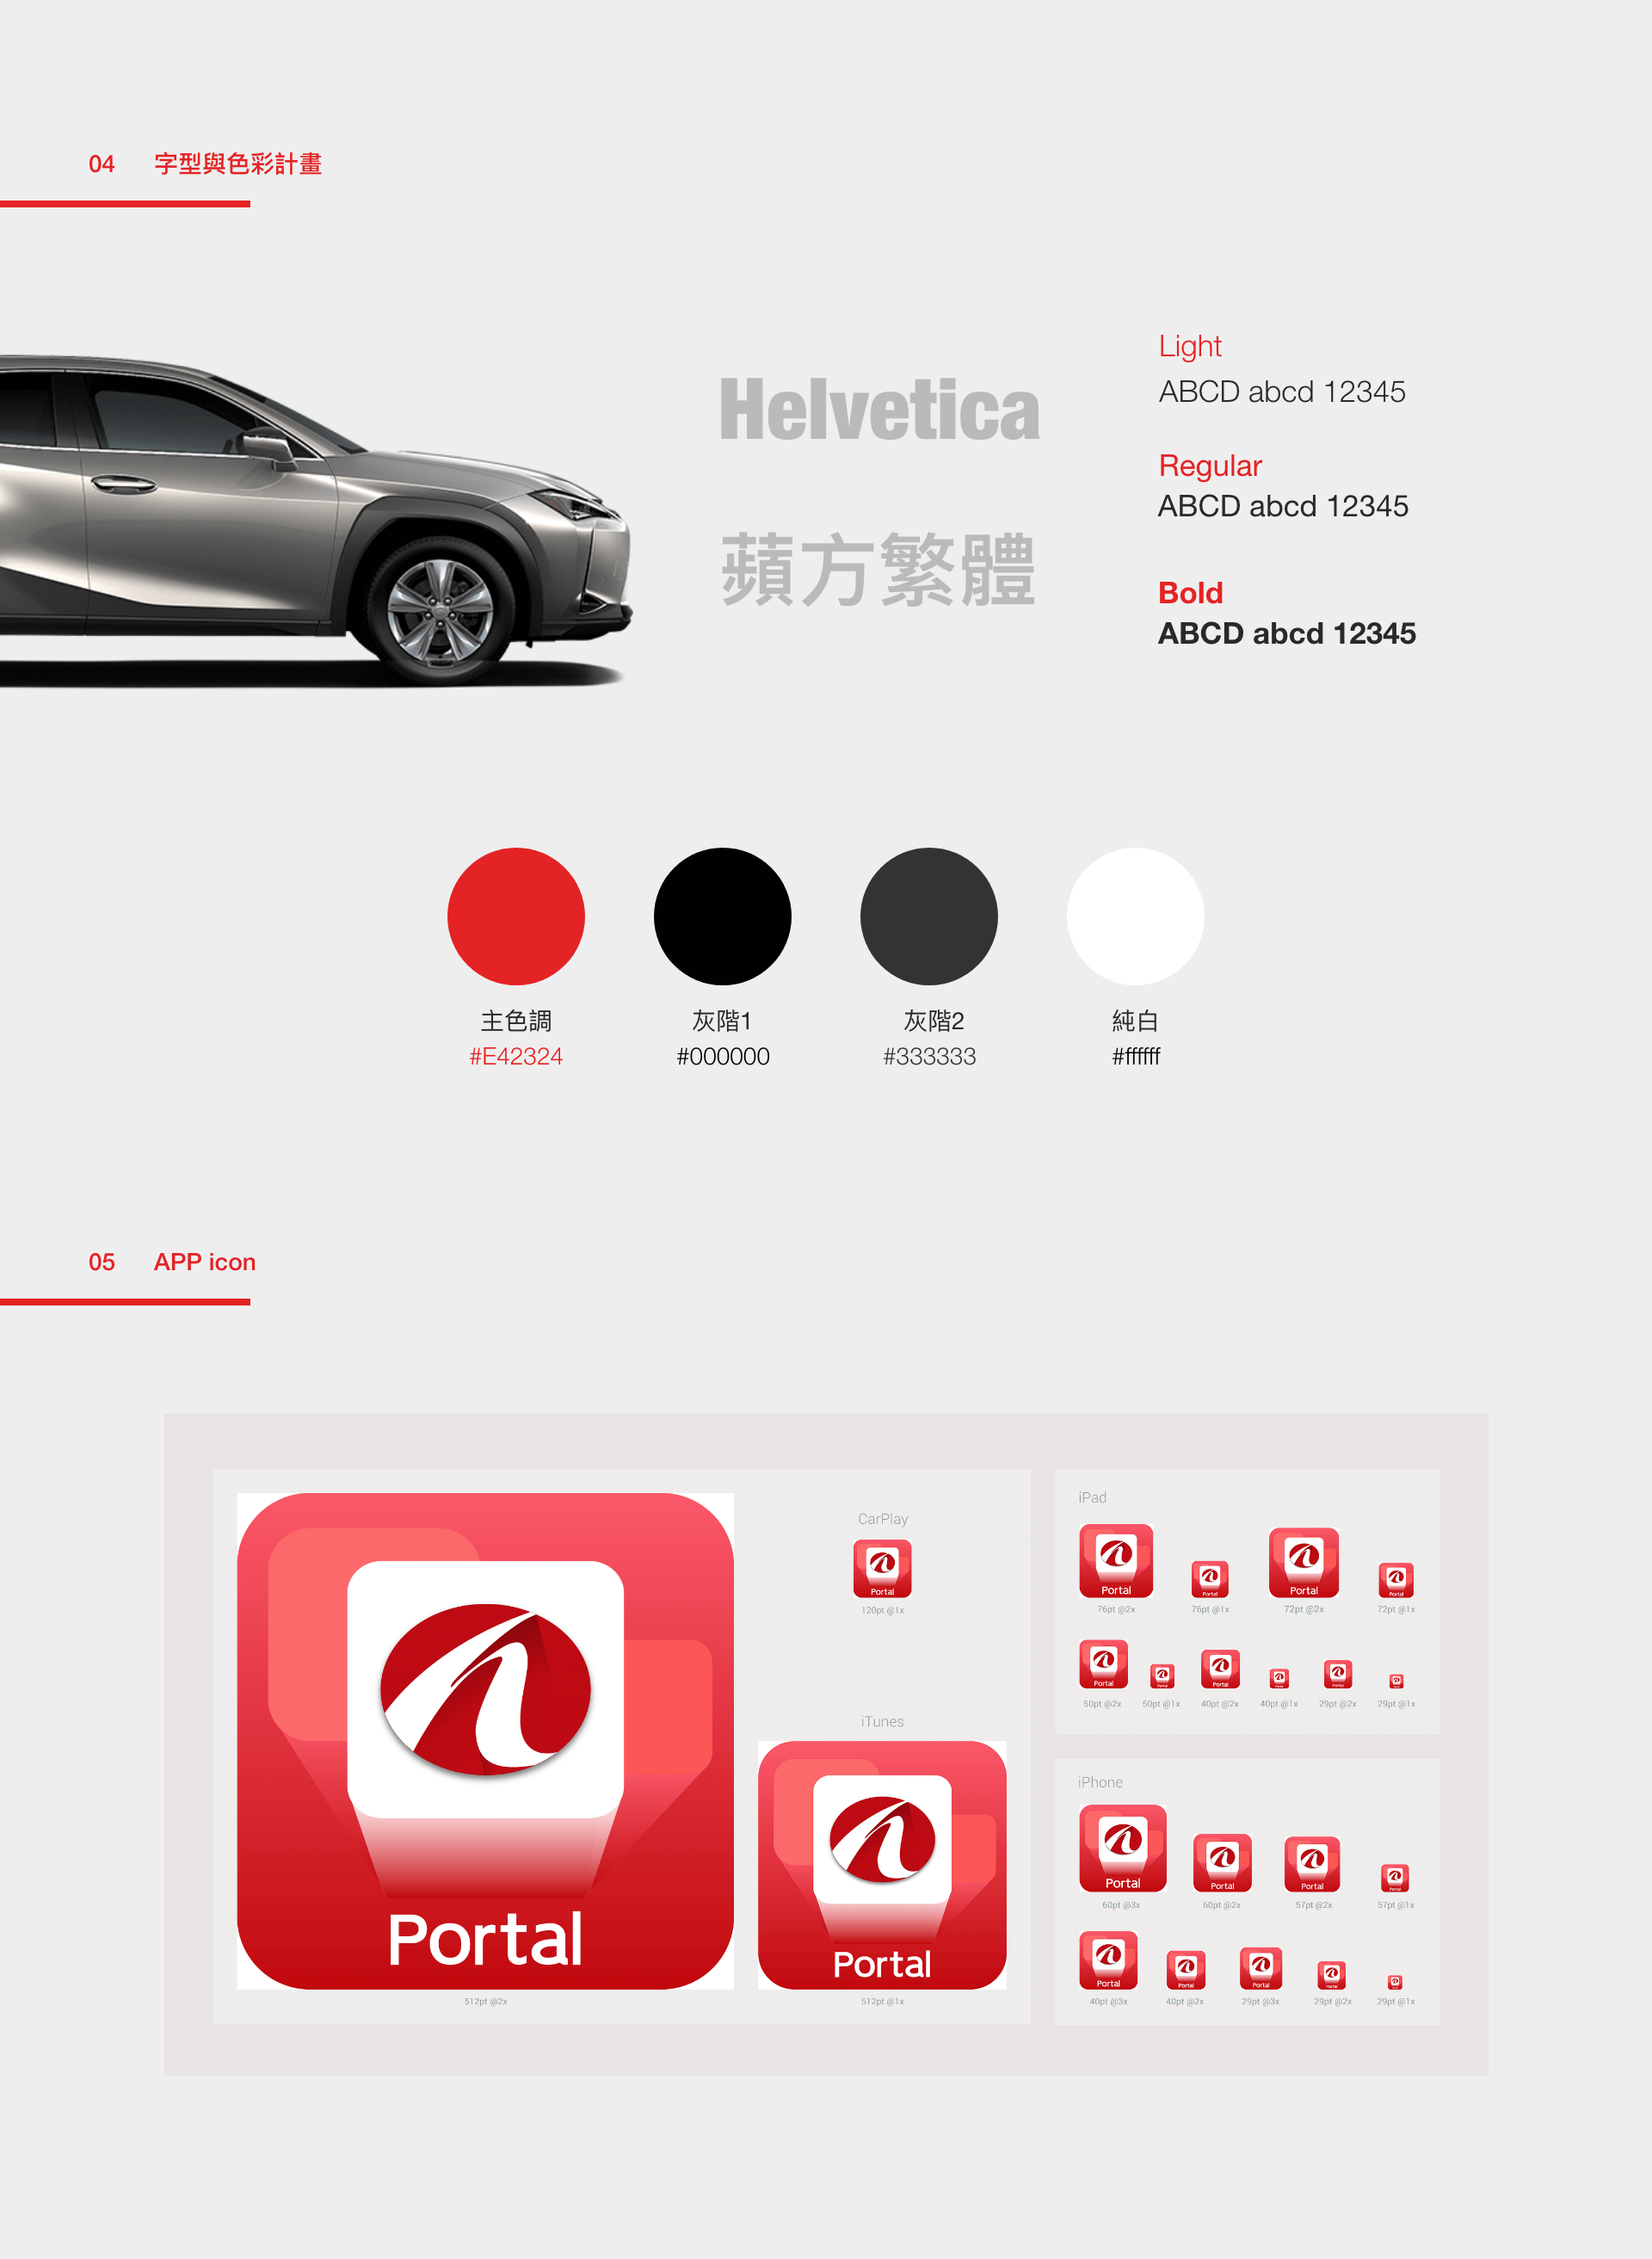 04 字型與色彩計畫
Helvetica
蘋方繁體
Light
ABCD abcd 12345
Regular
ABCD abcd 12345
Bold
ABCD abcd 12345
主色調
#E42324
灰階1
#000000
灰階2
#333333
純白
#ffffff
05 APP icon
Portal
512pt @2x
CarPlay
Portal
120pt @1x
iTunes
Portal
512pt @1x
iPad
Portal
76pt @2x
Portal
76pt @1x
Portal
72pt @2x
Portal
72pt @1x
Portal
50pt @2x
Portal
50pt @1x
Portal
40pt @2x
40pt @1x
Portal
29pt @2x
29pt @1x
iPhone
Portal
60pt @3x
Portal
60pt @2x
Portal
57pt @2x
Portal
57pt @1x
Portal
40pt @3x
Portal
40pt @2x
Portal
29pt @3x
Portal
29pt @2x
29pt @1x